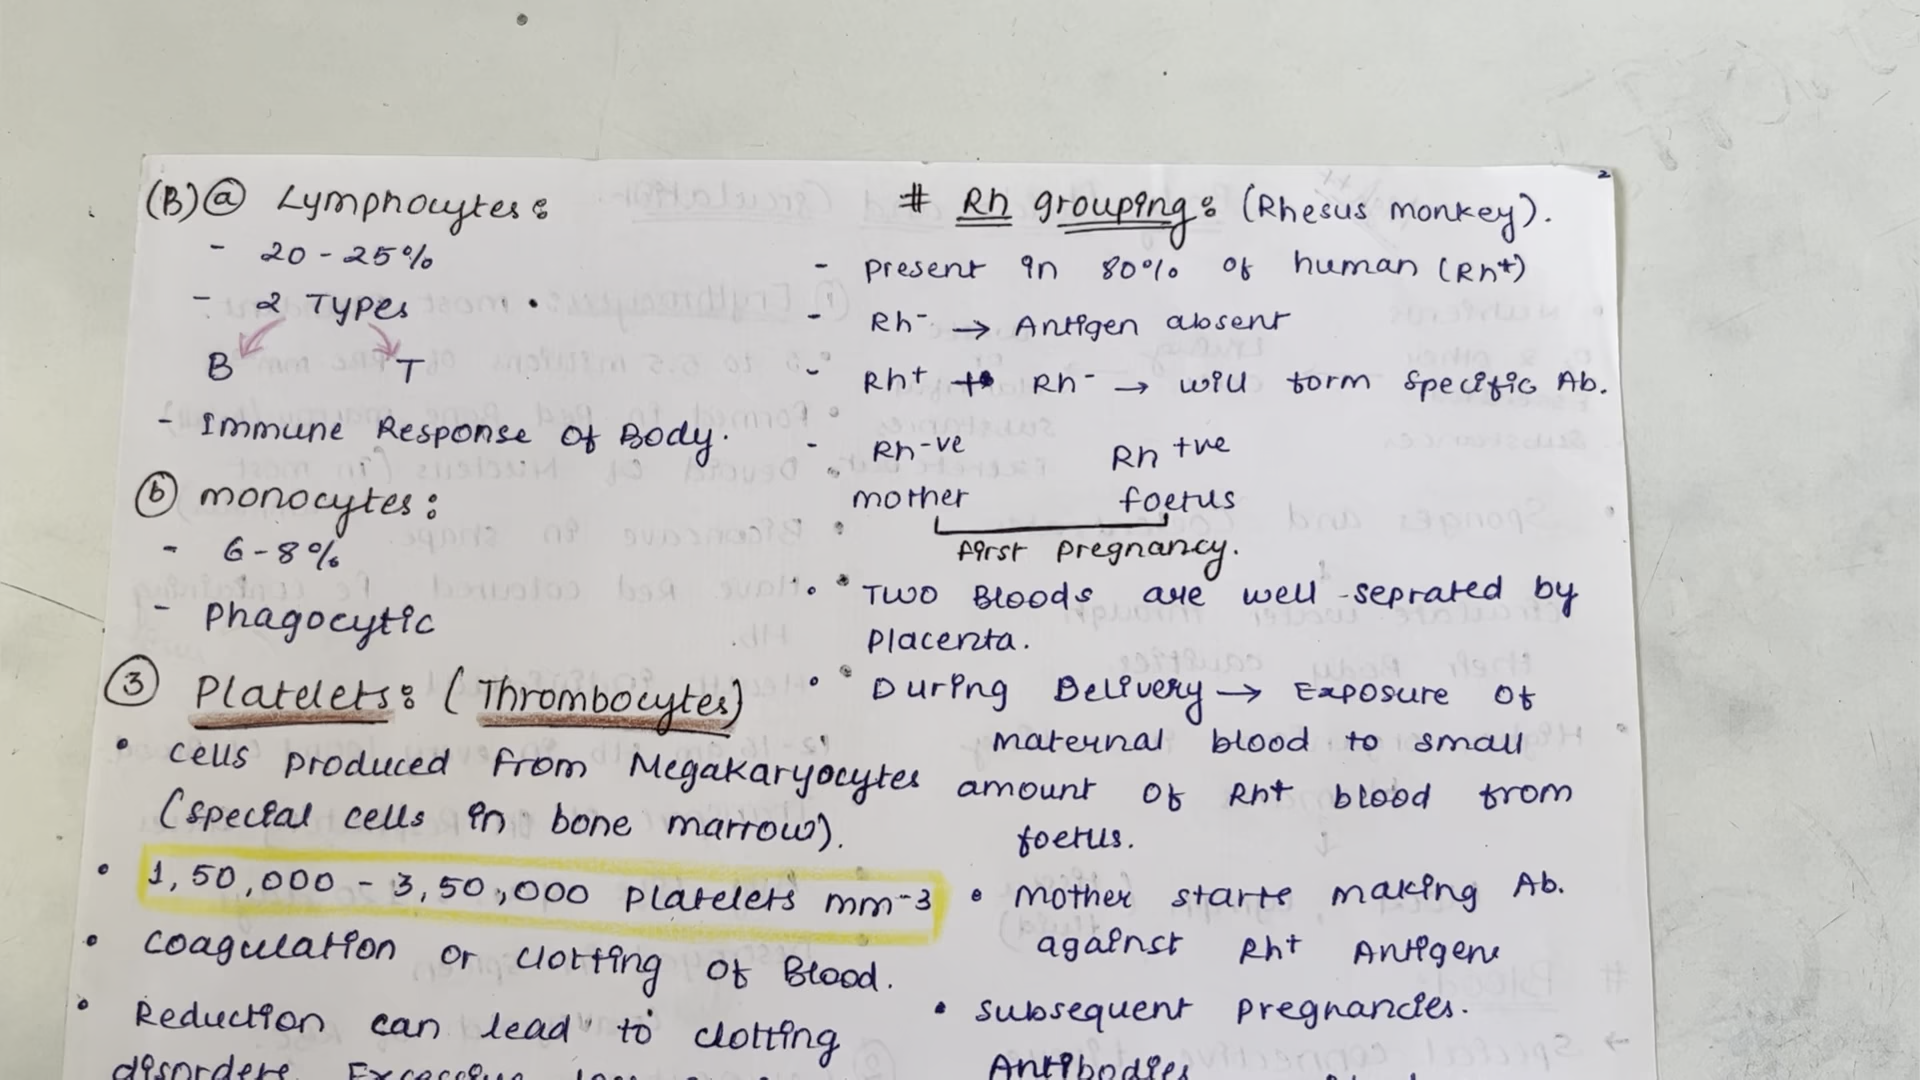 (B) ⓐ Lymphocytes:
- 20 - 25%
- 2 Types
B T
- Immune Response of Body.
ⓑ monocytes:
- 6-8%
- Phagocytic
③ Platelets: (Thrombocytes)
• cells produced from Megakaryocytes
(special cells in bone marrow).
• 1,50,000 - 3,50,000 Platelets mm-3
• coagulation or clotting of Blood.
• Reduction can lead to clotting
disorders Excessive
2
# Rh grouping: (Rhesus monkey).
- present in 80% of human (Rh+)
- Rh- → Antigen absent
- Rh+ + Rh- → will form specific Ab.
- Rh-ve Rh +ve
mother foetus
first pregnancy.
• Two Bloods are well seprated by
Placenta.
• During Delivery → Exposure of
maternal blood to small
amount of Rh+ blood from
foetus.
• mother starts making Ab.
against Rh+ Antigens
• subsequent pregnancies.
Antibodies